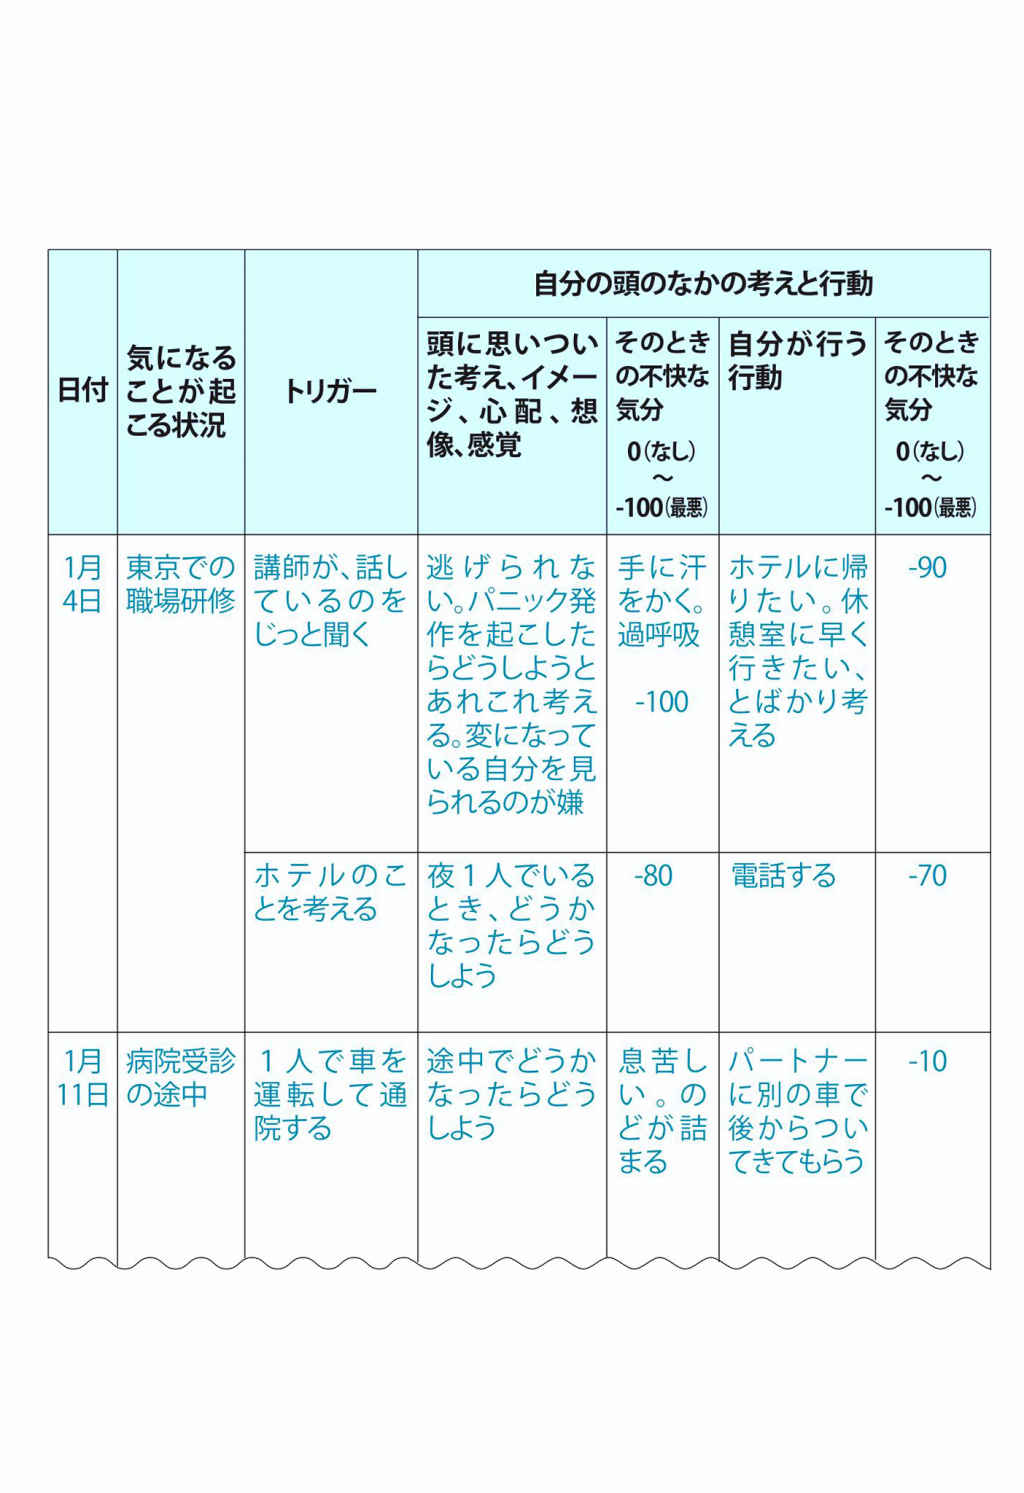 日付
気になる
ことが起
こる状況
トリガー
自分の頭のなかの考えと行動
頭に思いつい
た考え、イメー
ジ、心配、想
像、感覚
そのとき
の不快な
気分
0（なし）
～
-100（最悪）
自分が行う
行動
そのとき
の不快な
気分
0（なし）
～
-100（最悪）
1月
4日
東京での
職場研修
講師が、話し
ているのを
じっと聞く
逃げられな
い。パニック発
作を起こした
らどうしようと
あれこれ考え
る。変になって
いる自分を見
られるのが嫌
手に汗
をかく。
過呼吸
-100
ホテルに帰
りたい。休
憩室に早く
行きたい、
とばかり考
える
-90
ホテルのこ
とを考える
夜1人でいる
とき、どうか
なったらどう
しよう
-80
電話する
-70
1月
11日
病院受診
の途中
1人で車を
運転して通
院する
途中でどうか
なったらどう
しよう
息苦し
い。の
どが詰
まる
パートナー
に別の車で
後からつい
てきてもらう
-10